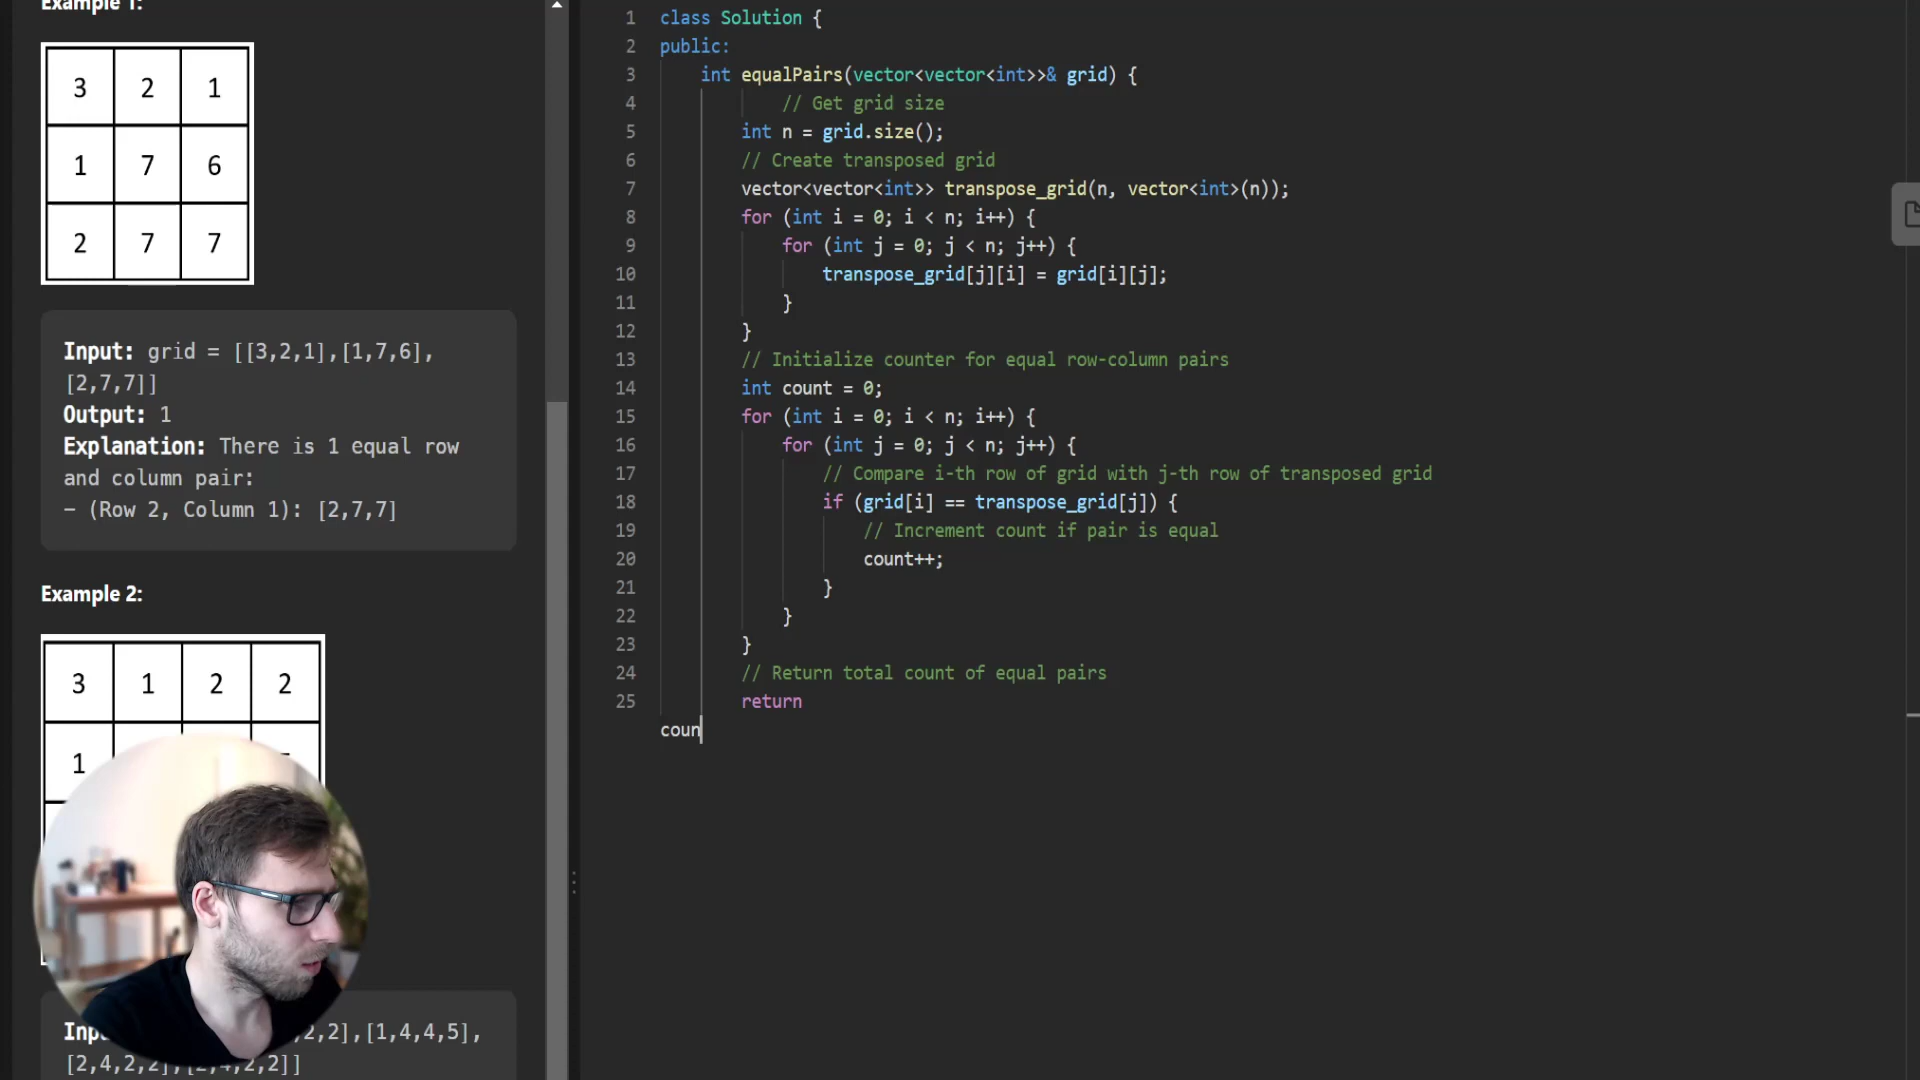 Example 1:
3 2 1
1 7 6
2 7 7
Input: grid = [[3,2,1],[1,7,6],
[2,7,7]]
Output: 1
Explanation: There is 1 equal row
and column pair:
- (Row 2, Column 1): [2,7,7]
Example 2:
3 1 2 2
1
,2,2],[1,4,4,5],
[2,4,2,2],[2,4,2,2]]
1 class Solution {
2 public:
3 int equalPairs(vector<vector<int>>& grid) {
4 // Get grid size
5 int n = grid.size();
6 // Create transposed grid
7 vector<vector<int>> transpose_grid(n, vector<int>(n));
8 for (int i = 0; i < n; i++) {
9 for (int j = 0; j < n; j++) {
10 transpose_grid[j][i] = grid[i][j];
11 }
12 }
13 // Initialize counter for equal row-column pairs
14 int count = 0;
15 for (int i = 0; i < n; i++) {
16 for (int j = 0; j < n; j++) {
17 // Compare i-th row of grid with j-th row of transposed grid
18 if (grid[i] == transpose_grid[j]) {
19 // Increment count if pair is equal
20 count++;
21 }
22 }
23 }
24 // Return total count of equal pairs
25 return
coun